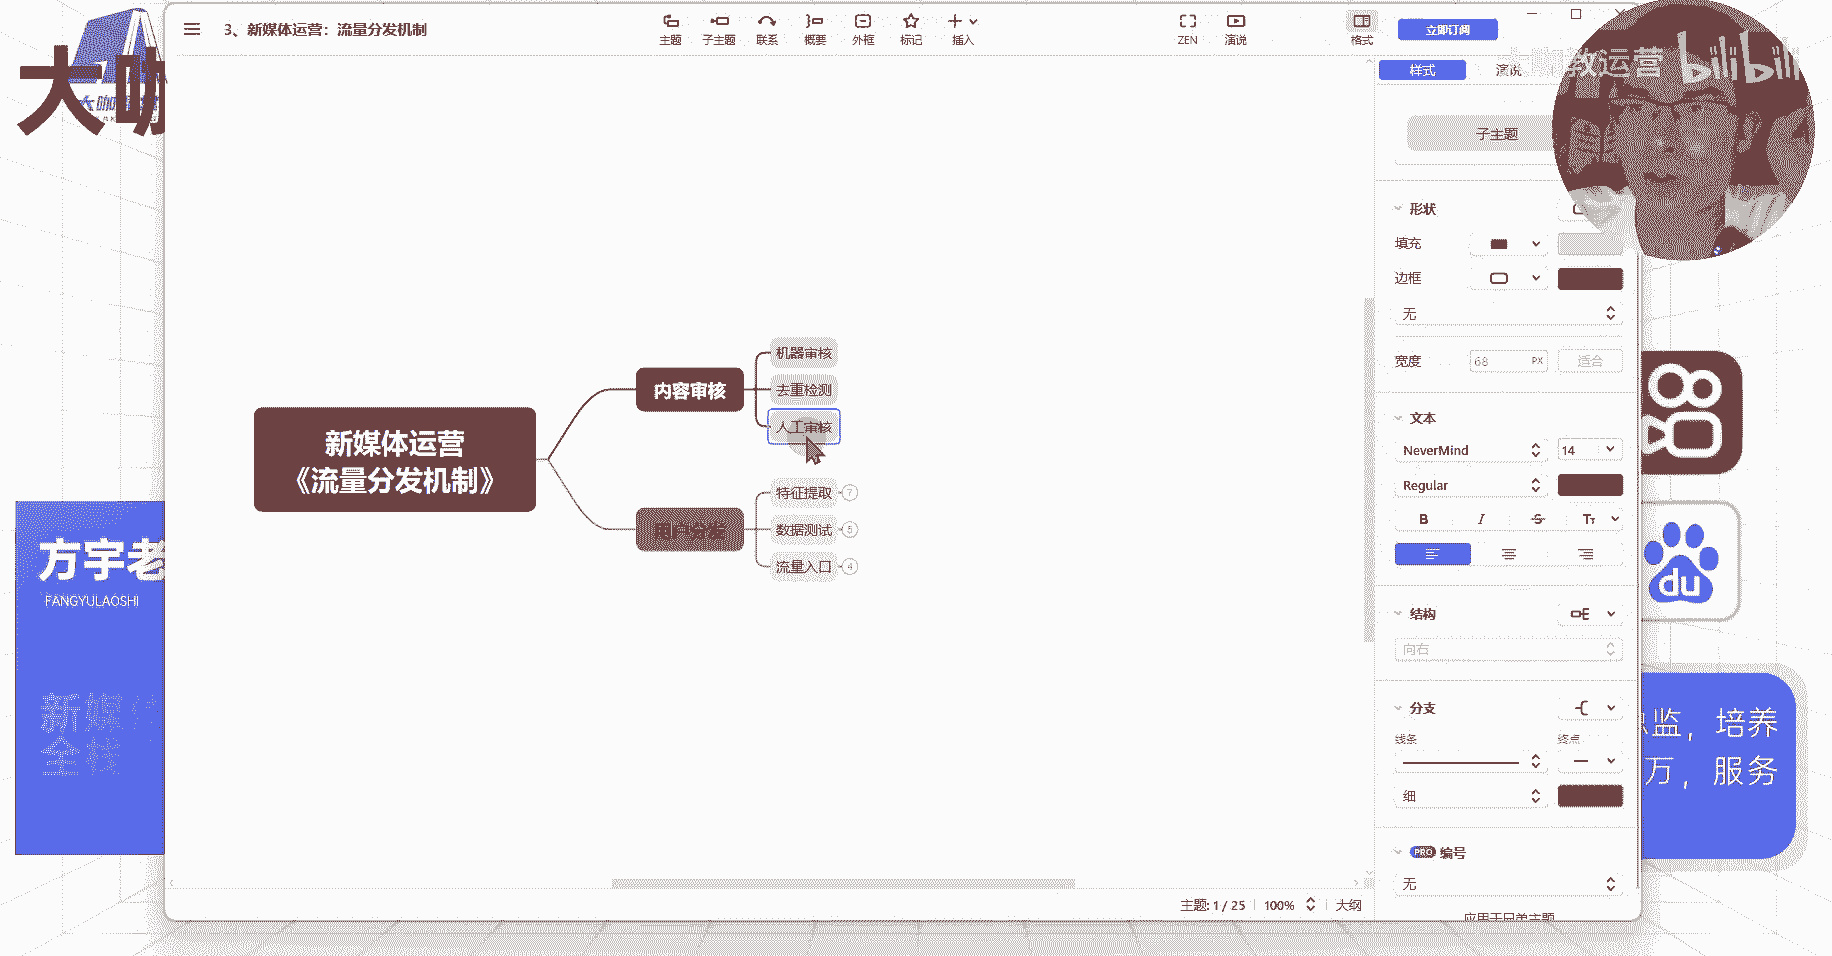 3、新媒体运营：流量分发机制
主题
子主题
联系
概要
外框
标记
插入
ZEN
演说
格式
立即订阅
样式
演说
教运营
bilibili
大咖
大咖
子主题
形状
填充
边框
无
宽度
68
PX
适合
文本
NeverMind
14
Regular
B
I
S
Tт
结构
向右
分支
线条
终点
细
PRO 编号
无
应用于兄弟主题
新媒体运营
《流量分发机制》
内容审核
机器审核
去重检测
人工审核
用户分发
特征提取
7
数据测试
5
流量入口
4
方宇老
FANGYULAOSHI
新媒体
全栈
du
监，培养
万，服务
主题: 1 / 25
100%
大纲